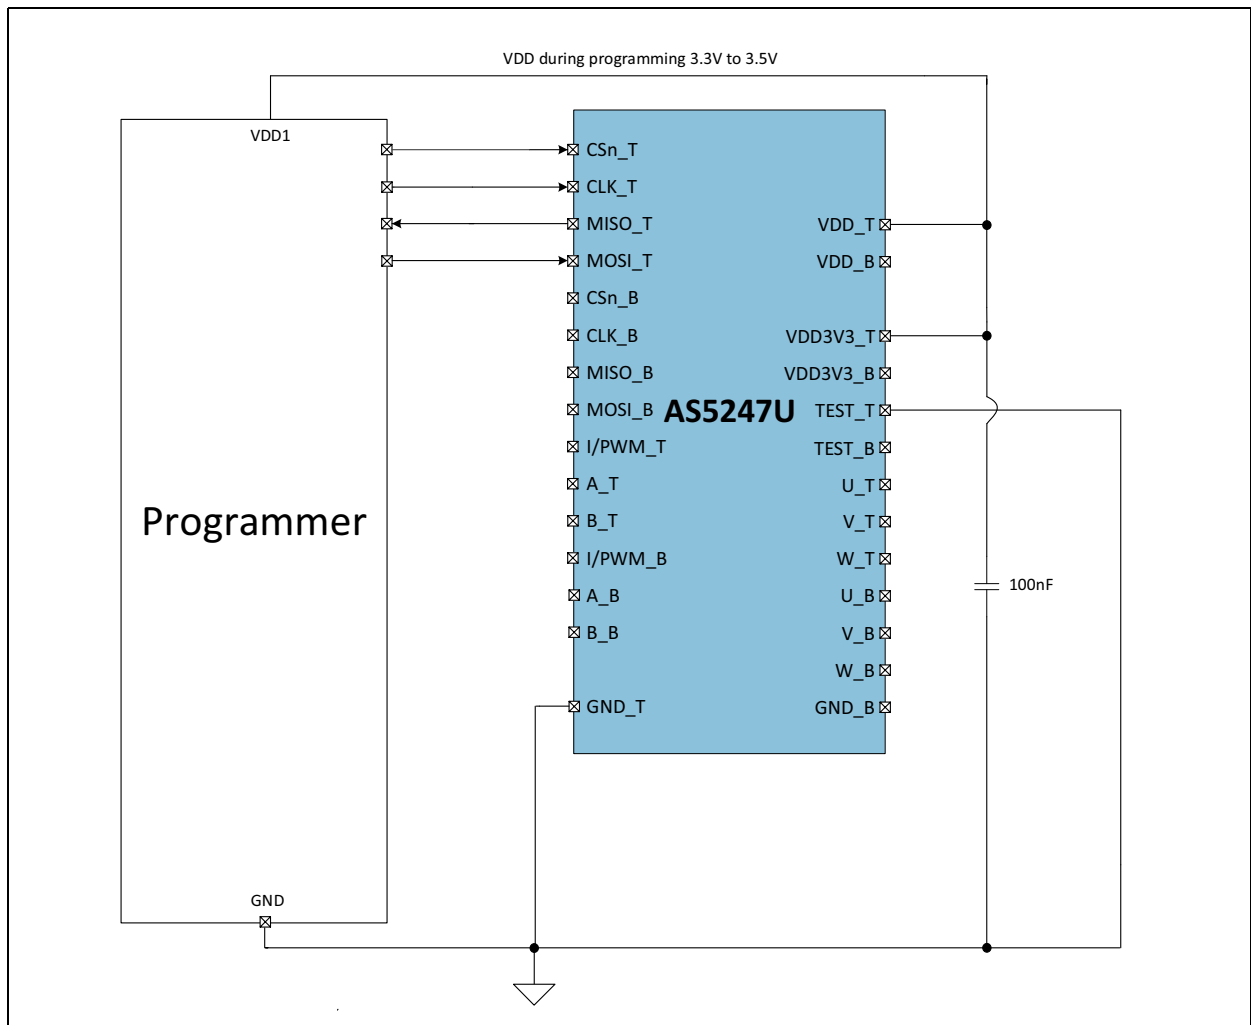 VDD during programming 3.3V to 3.5V
VDD1
Programmer
GND
CSn_T
CLK_T
MISO_T
MOSI_T
CSn_B
CLK_B
MISO_B
MOSI_B
I/PWM_T
A_T
B_T
I/PWM_B
A_B
B_B
GND_T
AS5247U
VDD_T
VDD_B
VDD3V3_T
VDD3V3_B
TEST_T
TEST_B
U_T
V_T
W_T
U_B
V_B
W_B
GND_B
100nF